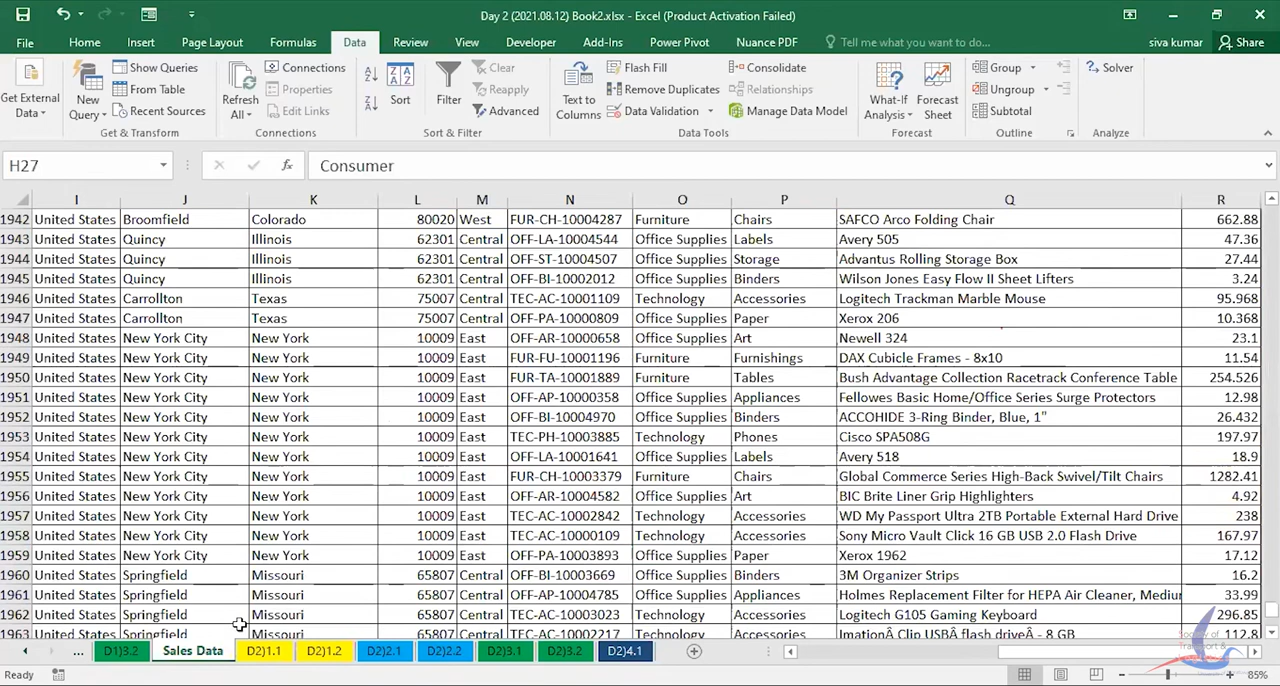 Day 2 (2021.08.12) Book2.xlsx - Excel (Product Activation Failed)
File Home Insert Page Layout Formulas Data Review View Developer Add-Ins Power Pivot Nuance PDF Tell me what you want to do... siva kumar Share
Get External Data New Query Show Queries From Table Recent Sources Refresh All Connections Properties Edit Links Sort Filter Clear Reapply Advanced Text to Columns Flash Fill Remove Duplicates Data Validation Consolidate Relationships Manage Data Model What-If Analysis Forecast Sheet Group Ungroup Subtotal Solver
Get & Transform Connections Sort & Filter Data Tools Forecast Outline Analyze
H27 fx Consumer
I J K L M N O P Q R
1942 United States Broomfield Colorado 80020 West FUR-CH-10004287 Furniture Chairs SAFCO Arco Folding Chair 662.88
1943 United States Quincy Illinois 62301 Central OFF-LA-10004544 Office Supplies Labels Avery 505 47.36
1944 United States Quincy Illinois 62301 Central OFF-ST-10004507 Office Supplies Storage Advantus Rolling Storage Box 27.44
1945 United States Quincy Illinois 62301 Central OFF-BI-10002012 Office Supplies Binders Wilson Jones Easy Flow II Sheet Lifters 3.24
1946 United States Carrollton Texas 75007 Central TEC-AC-10001109 Technology Accessories Logitech Trackman Marble Mouse 95.968
1947 United States Carrollton Texas 75007 Central OFF-PA-10000809 Office Supplies Paper Xerox 206 10.368
1948 United States New York City New York 10009 East OFF-AR-10000658 Office Supplies Art Newell 324 23.1
1949 United States New York City New York 10009 East FUR-FU-10001196 Furniture Furnishings DAX Cubicle Frames - 8x10 11.54
1950 United States New York City New York 10009 East FUR-TA-10001889 Furniture Tables Bush Advantage Collection Racetrack Conference Table 254.526
1951 United States New York City New York 10009 East OFF-AP-10000358 Office Supplies Appliances Fellowes Basic Home/Office Series Surge Protectors 12.98
1952 United States New York City New York 10009 East OFF-BI-10004970 Office Supplies Binders ACCOHIDE 3-Ring Binder, Blue, 1" 26.432
1953 United States New York City New York 10009 East TEC-PH-10003885 Technology Phones Cisco SPA508G 197.97
1954 United States New York City New York 10009 East OFF-LA-10001641 Office Supplies Labels Avery 518 18.9
1955 United States New York City New York 10009 East FUR-CH-10003379 Furniture Chairs Global Commerce Series High-Back Swivel/Tilt Chairs 1282.41
1956 United States New York City New York 10009 East OFF-AR-10004582 Office Supplies Art BIC Brite Liner Grip Highlighters 4.92
1957 United States New York City New York 10009 East TEC-AC-10002842 Technology Accessories WD My Passport Ultra 2TB Portable External Hard Drive 238
1958 United States New York City New York 10009 East TEC-AC-10000109 Technology Accessories Sony Micro Vault Click 16 GB USB 2.0 Flash Drive 167.97
1959 United States New York City New York 10009 East OFF-PA-10003893 Office Supplies Paper Xerox 1962 17.12
1960 United States Springfield Missouri 65807 Central OFF-BI-10003669 Office Supplies Binders 3M Organizer Strips 16.2
1961 United States Springfield Missouri 65807 Central OFF-AP-10004785 Office Supplies Appliances Holmes Replacement Filter for HEPA Air Cleaner, Medium 33.99
1962 United States Springfield Missouri 65807 Central TEC-AC-10003023 Technology Accessories Logitech G105 Gaming Keyboard 296.85
1963 United States Springfield Missouri 65807 Central TEC-AC-10002217 Technology Accessories ImationÂ Clip USBÂ flash driveÂ - 8 GB 112.8
... D1)3.2 Sales Data D2)1.1 D2)1.2 D2)2.1 D2)2.2 D2)3.1 D2)3.2 D2)4.1
Society of
Transport &
Ready 85%